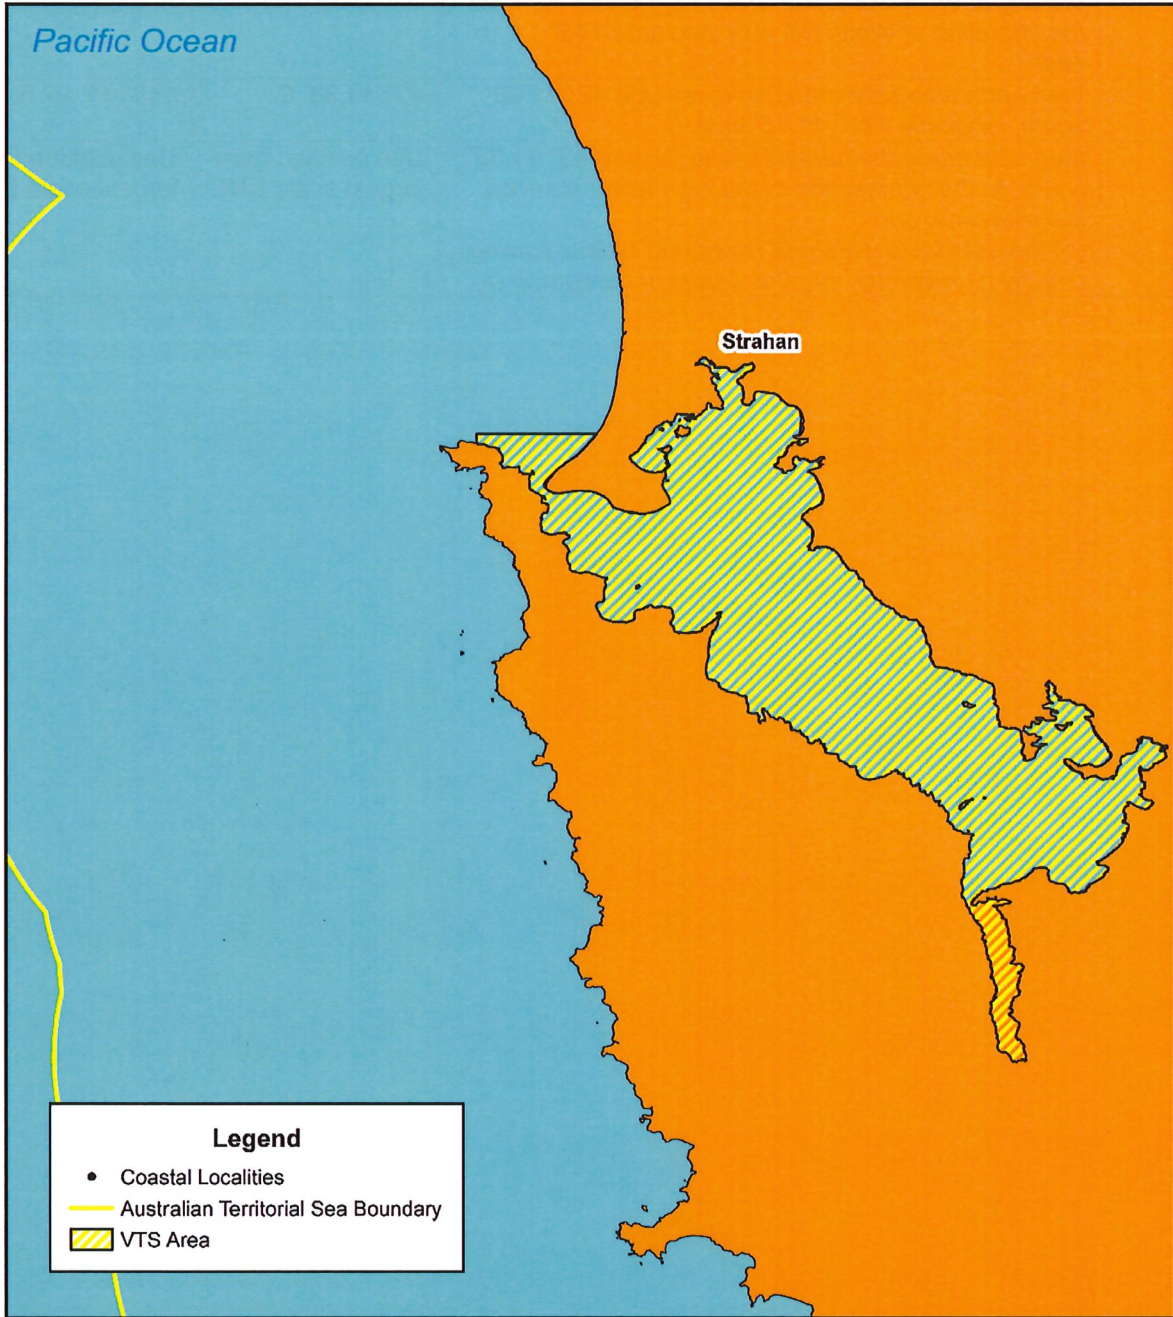 Pacific Ocean
Strahan
Legend
Coastal Localities
Australian Territorial Sea Boundary
VTS Area